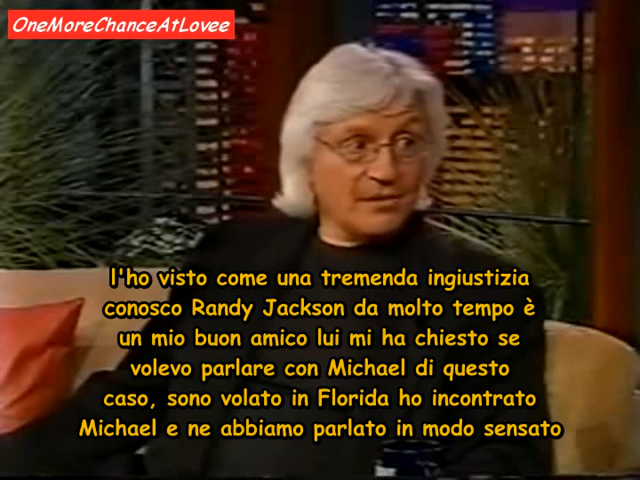 OneMoreChanceAtLovee
l'ho visto come una tremenda ingiustizia
conosco Randy Jackson da molto tempo è
un mio buon amico lui mi ha chiesto se
volevo parlare con Michael di questo
caso, sono volato in Florida ho incontrato
Michael e ne abbiamo parlato in modo sensato